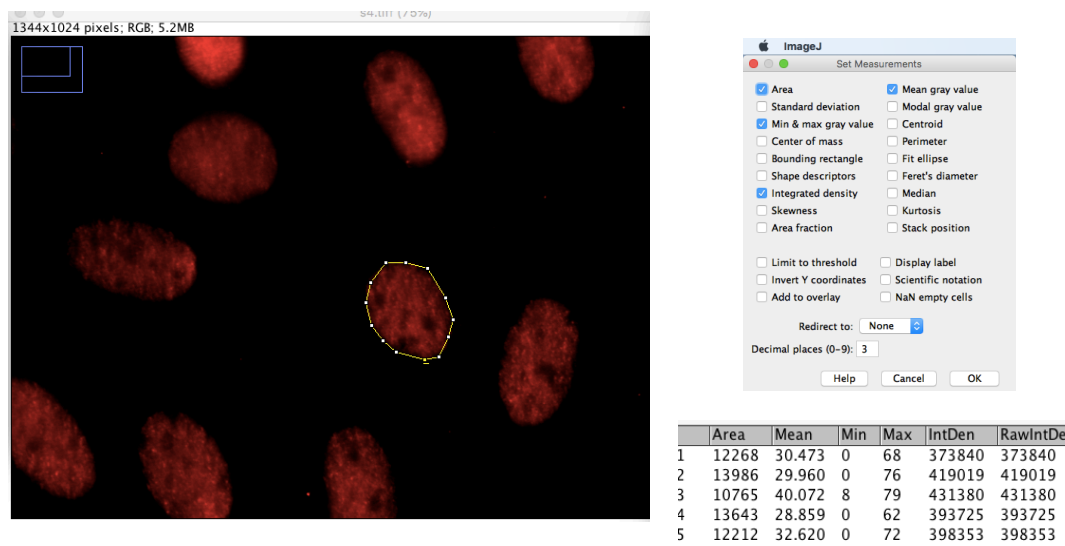 s4.tiff (75%)
1344x1024 pixels; RGB; 5.2MB
ImageJ
Set Measurements
Area Mean gray value
Standard deviation Modal gray value
Min & max gray value Centroid
Center of mass Perimeter
Bounding rectangle Fit ellipse
Shape descriptors Feret's diameter
Integrated density Median
Skewness Kurtosis
Area fraction Stack position
Limit to threshold Display label
Invert Y coordinates Scientific notation
Add to overlay NaN empty cells
Redirect to: None
Decimal places (0-9): 3
Help Cancel OK
Area Mean Min Max IntDen RawIntDe
1 12268 30.473 0 68 373840 373840
2 13986 29.960 0 76 419019 419019
3 10765 40.072 8 79 431380 431380
4 13643 28.859 0 62 393725 393725
5 12212 32.620 0 72 398353 398353